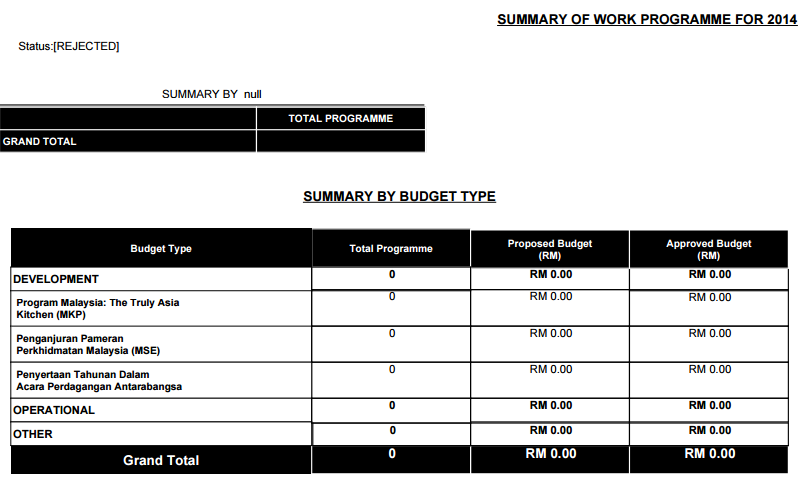 SUMMARY OF WORK PROGRAMME FOR 2014
Status:[REJECTED]
SUMMARY BY null
TOTAL PROGRAMME
GRAND TOTAL
SUMMARY BY BUDGET TYPE
Budget Type Total Programme Proposed Budget (RM) Approved Budget (RM)
DEVELOPMENT 0 RM 0.00 RM 0.00
Program Malaysia: The Truly Asia 0 RM 0.00 RM 0.00
Kitchen (MKP)
Penganjuran Pameran 0 RM 0.00 RM 0.00
Perkhidmatan Malaysia (MSE)
Penyertaan Tahunan Dalam 0 RM 0.00 RM 0.00
Acara Perdagangan Antarabangsa
OPERATIONAL 0 RM 0.00 RM 0.00
OTHER 0 RM 0.00 RM 0.00
Grand Total 0 RM 0.00 RM 0.00